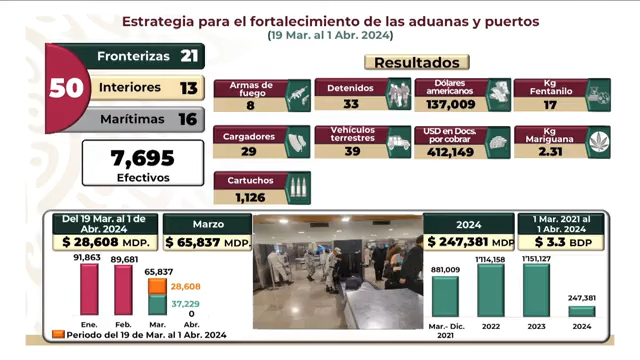 Estrategia para el fortalecimiento de las aduanas y puertos
(19 Mar. al 1 Abr. 2024)
50
Fronterizas 21
Interiores 13
Marítimas 16
7,695
Efectivos
Resultados
Armas de
fuego
8
Detenidos
33
Dólares
americanos
137,009
Kg
Fentanilo
17
Cargadores
29
Vehículos
terrestres
39
USD en Docs.
por cobrar
412,149
Kg
Mariguana
2.31
Cartuchos
1,126
Del 19 Mar. al 1 de
Abr. 2024
$ 28,608 MDP.
Marzo
$ 65,837 MDP.
91,863
89,681
65,837
28,608
37,229
0
Ene.
Feb.
Mar.
Abr.
Periodo del 19 de Mar. al 1 Abr. 2024
2024
$ 247,381 MDP
1 Mar. 2021 al
1 Abr. 2024
$ 3.3 BDP
881,009
1'114,158
1'151,127
247,381
Mar.- Dic.
2021
2022
2023
2024